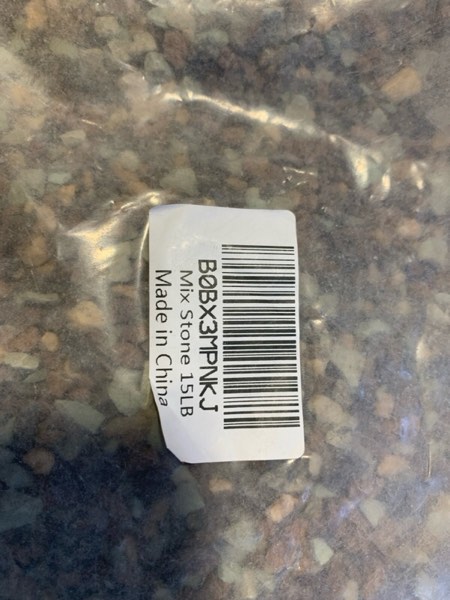 B0BX3MPNKJ
Mix Stone 15LB
Made in China